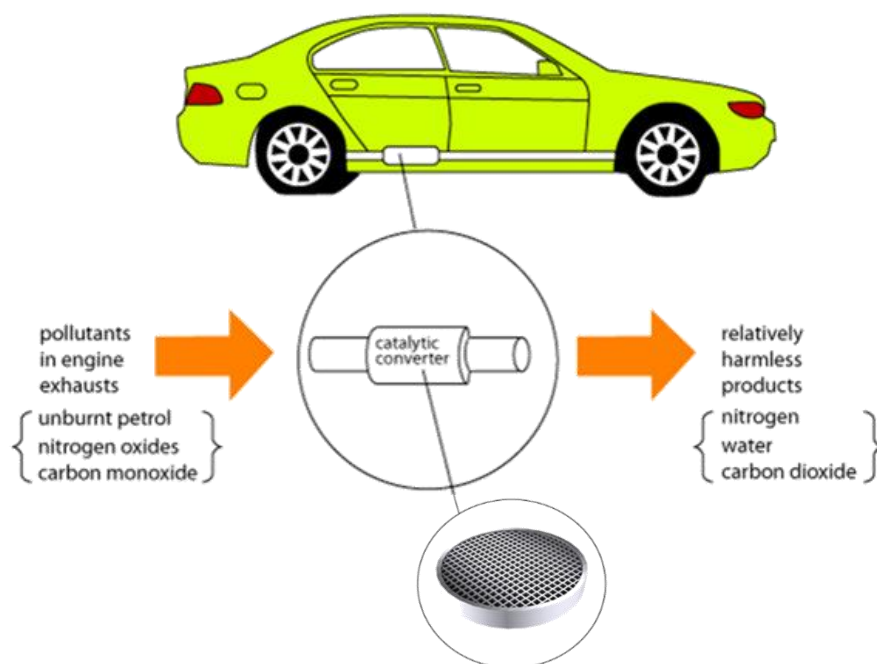 pollutants
in engine
exhausts
unburnt petrol
nitrogen oxides
carbon monoxide
catalytic
converter
relatively
harmless
products
nitrogen
water
carbon dioxide